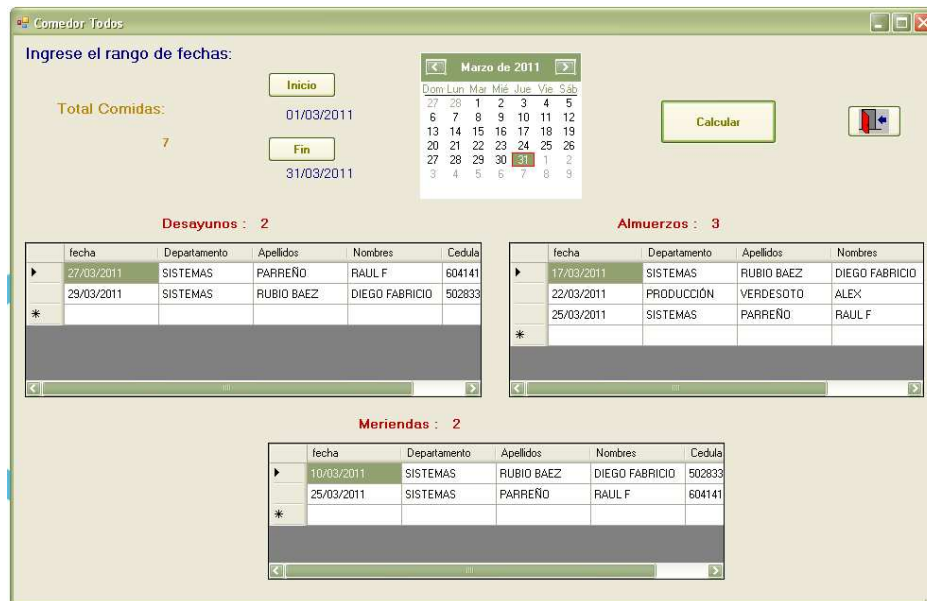 Comedor Todos
Ingrese el rango de fechas:
Total Comidas:
7
Inicio
01/03/2011
Fin
31/03/2011
Marzo de 2011
Dom Lun Mar Mié Jue Vie Sáb
27 28 1 2 3 4 5
6 7 8 9 10 11 12
13 14 15 16 17 18 19
20 21 22 23 24 25 26
27 28 29 30 31 1 2
3 4 5 6 7 8 9
Calcular
Desayunos : 2
fecha Departamento Apellidos Nombres Cedula
27/03/2011 SISTEMAS PARREÑO RAUL F 604141
29/03/2011 SISTEMAS RUBIO BAEZ DIEGO FABRICIO 502833
Almuerzos : 3
fecha Departamento Apellidos Nombres
17/03/2011 SISTEMAS RUBIO BAEZ DIEGO FABRICIO
22/03/2011 PRODUCCIÓN VERDESOTO ALEX
25/03/2011 SISTEMAS PARREÑO RAUL F
Meriendas : 2
fecha Departamento Apellidos Nombres Cedula
10/03/2011 SISTEMAS RUBIO BAEZ DIEGO FABRICIO 502833
25/03/2011 SISTEMAS PARREÑO RAUL F 604141